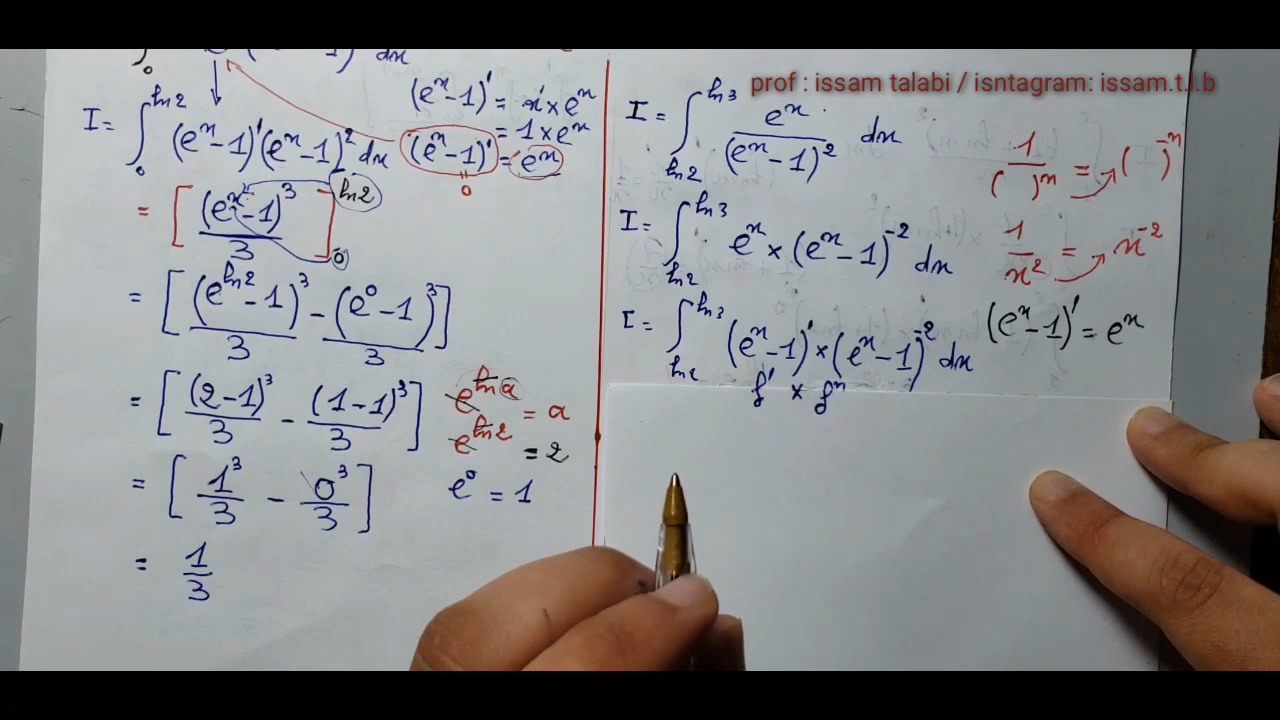 prof : issam talabi / isntagram: issam.t.l.b
dx
(eˣ-1)' = x' × eˣ
= 1 × eˣ
I = ∫₀^ln2 (eˣ-1)'(eˣ-1)² dx
(eˣ-1)' = eˣ
= [(eˣ-1)³/3] ln2 0
= [(e^ln2 -1)³/3 - (e⁰-1)³/3]
= [(2-1)³/3 - (1-1)³/3]
e^ln a = a
e^ln2 = 2
= [1³/3 - 0³/3]
e⁰ = 1
= 1/3
I = ∫_ln2^ln3 eˣ/(eˣ-1)² dx
1/( )ⁿ = ( )⁻ⁿ
I = ∫_ln2^ln3 eˣ × (eˣ-1)⁻² dx
1/x² = x⁻²
I = ∫_ln2^ln3 (eˣ-1)' × (eˣ-1)⁻² dx
(eˣ-1)' = eˣ
f' × fⁿ